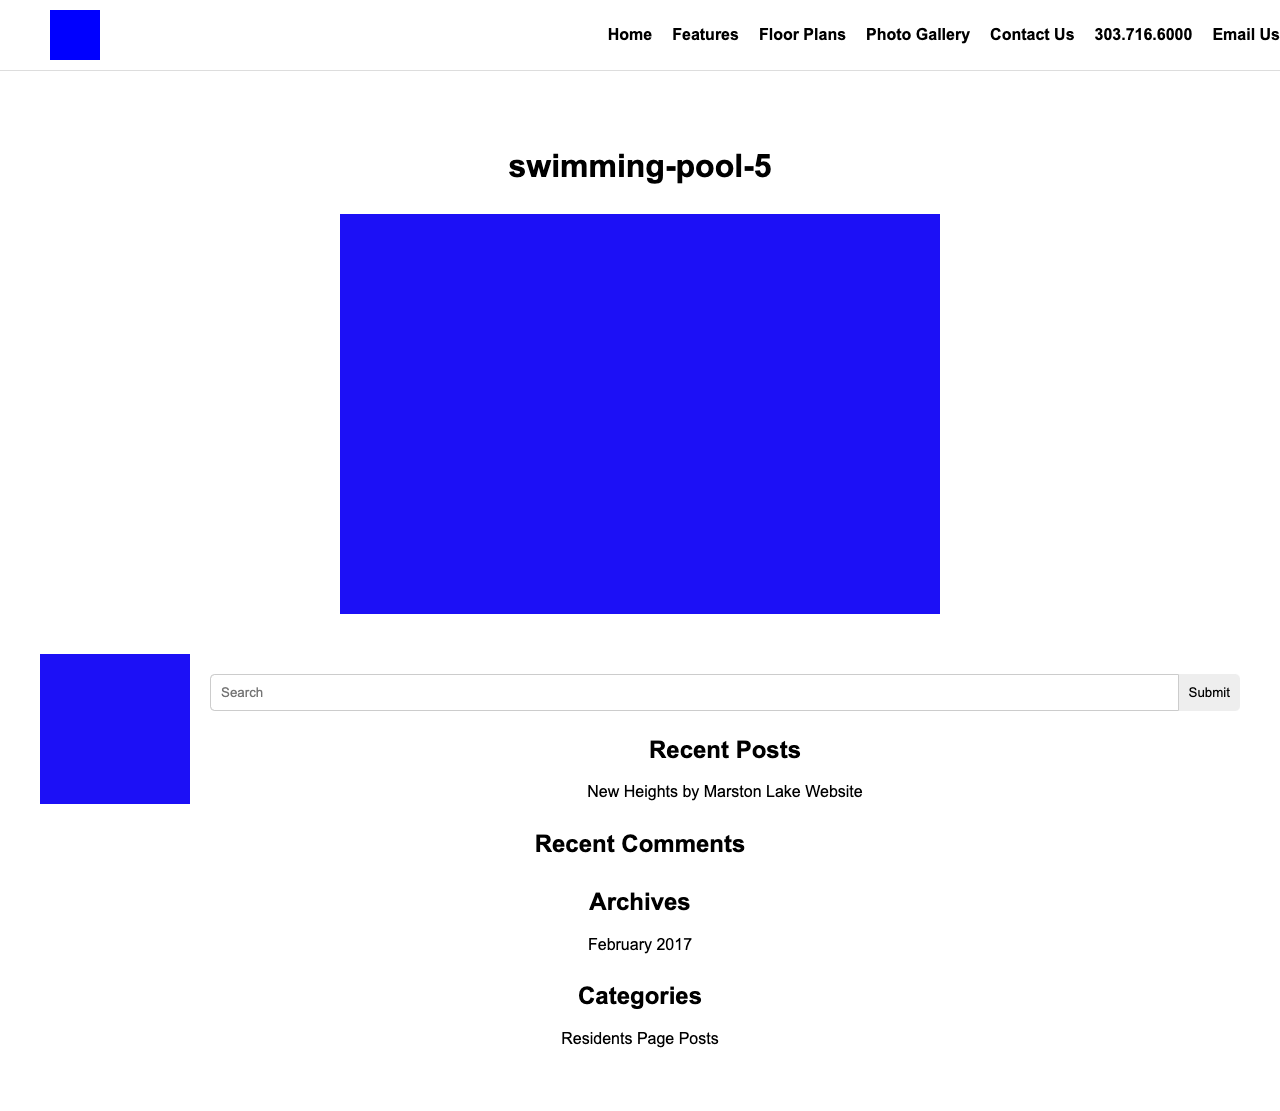 Home Features Floor Plans Photo Gallery Contact Us 303.716.6000 Email Us
swimming-pool-5
Search Submit
Recent Posts
New Heights by Marston Lake Website
Recent Comments
Archives
February 2017
Categories
Residents Page Posts